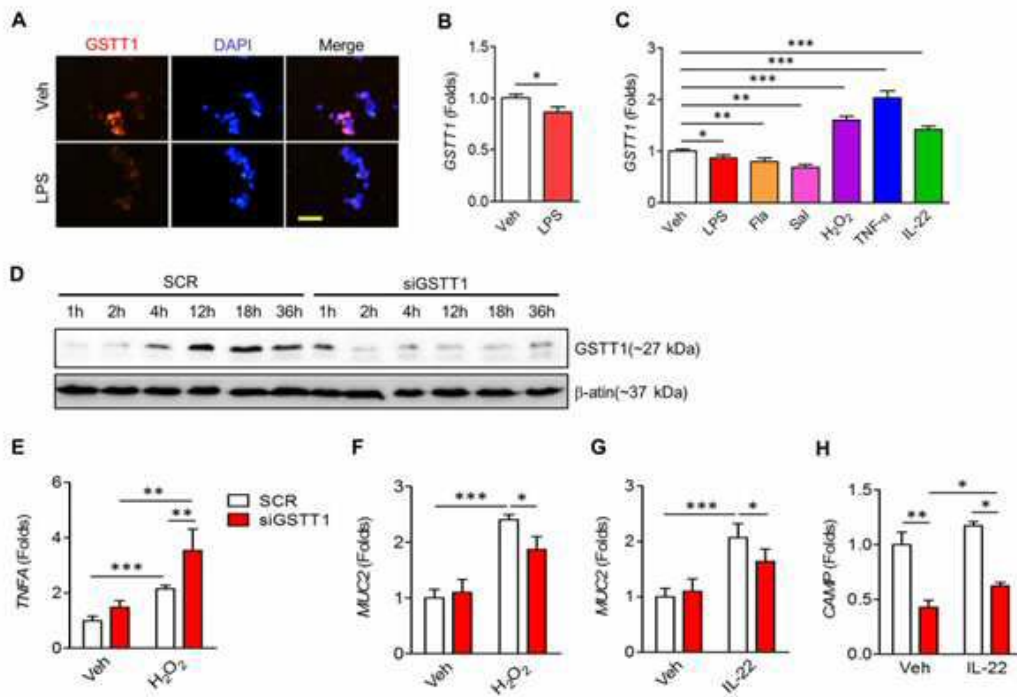 A
GSTT1 DAPI Merge
Veh
LPS
B
GSTT1 (Folds)
1.5
1.0
0.5
0.0
*
Veh LPS
C
GSTT1 (Folds)
3
2
1
0
***
***
***
**
**
*
Veh LPS Fla Sal H₂O₂ TNF-α IL-22
D
SCR siGSTT1
1h 2h 4h 12h 18h 36h 1h 2h 4h 12h 18h 36h
GSTT1(~27 kDa)
β-atin(~37 kDa)
E
TNFA (Folds)
6
4
2
0
**
**
***
SCR
siGSTT1
Veh H₂O₂
F
MUC2 (Folds)
3
2
1
0
*** *
Veh H₂O₂
G
MUC2 (Folds)
3
2
1
0
*** *
Veh IL-22
H
CAMP (Folds)
1.5
1.0
0.5
0.0
*
** *
Veh IL-22